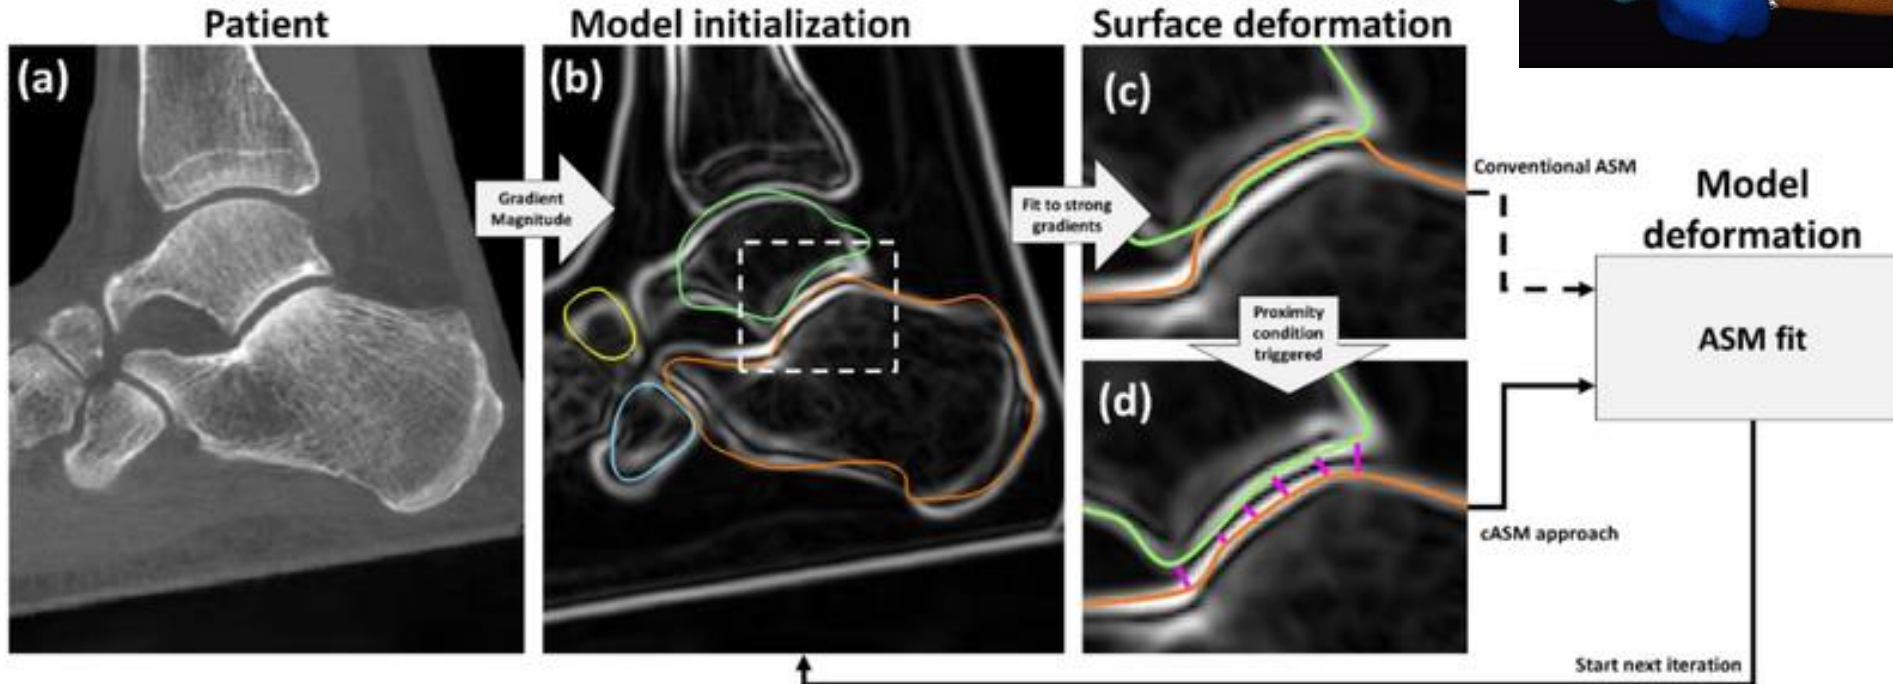 Patient
Model initialization
Surface deformation
(a)
(b)
(c)
Gradient
Magnitude
Fit to strong
gradients
Conventional ASM
Model
deformation
Proximity
condition
triggered
ASM fit
(d)
cASM approach
Start next iteration